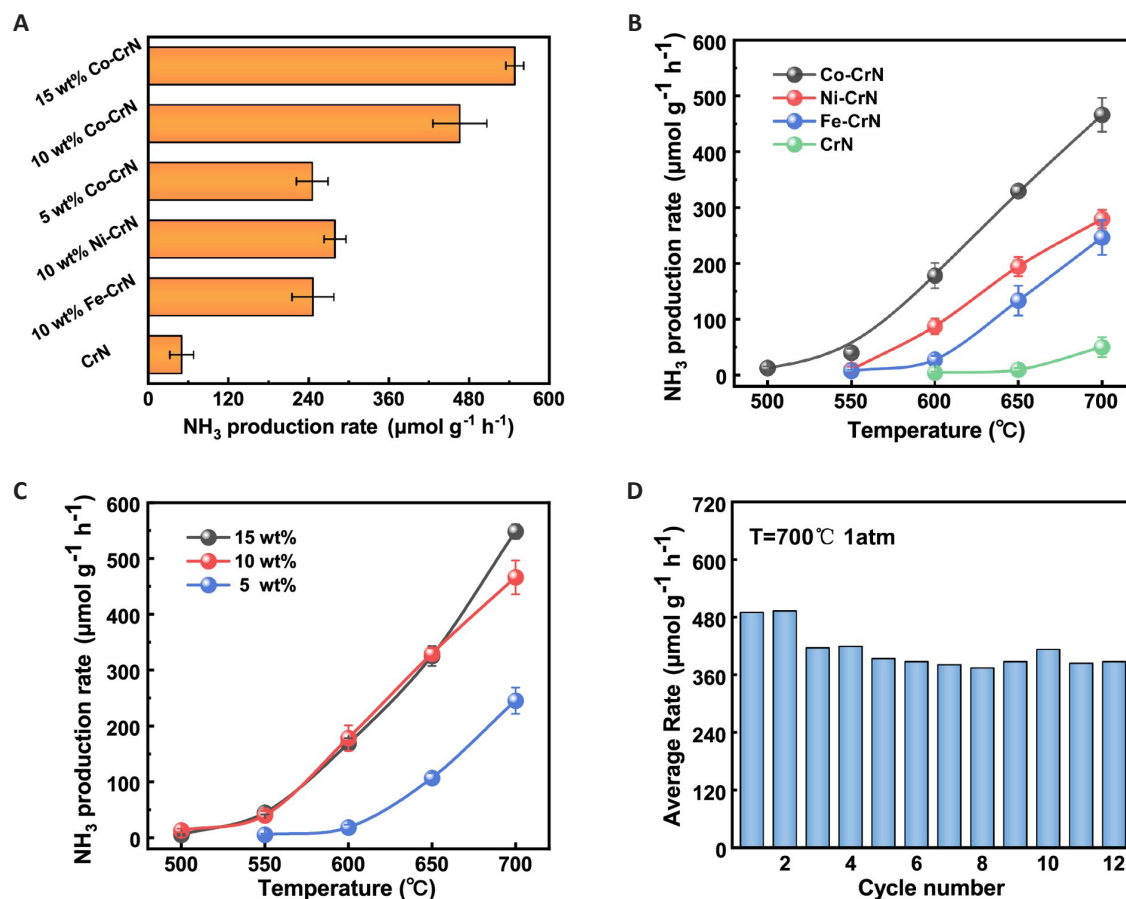 A
15 wt% Co-CrN
10 wt% Co-CrN
5 wt% Co-CrN
10 wt% Ni-CrN
10 wt% Fe-CrN
CrN
0 120 240 360 480 600
NH₃ production rate (μmol g⁻¹ h⁻¹)
B
NH₃ production rate (μmol g⁻¹ h⁻¹)
600
500
400
300
200
100
0
Co-CrN
Ni-CrN
Fe-CrN
CrN
500 550 600 650 700
Temperature (℃)
C
NH₃ production rate (μmol g⁻¹ h⁻¹)
600
500
400
300
200
100
0
15 wt%
10 wt%
5 wt%
500 550 600 650 700
Temperature (℃)
D
Average Rate (μmol g⁻¹ h⁻¹)
720
600
480
360
240
120
0
T=700℃ 1atm
2 4 6 8 10 12
Cycle number